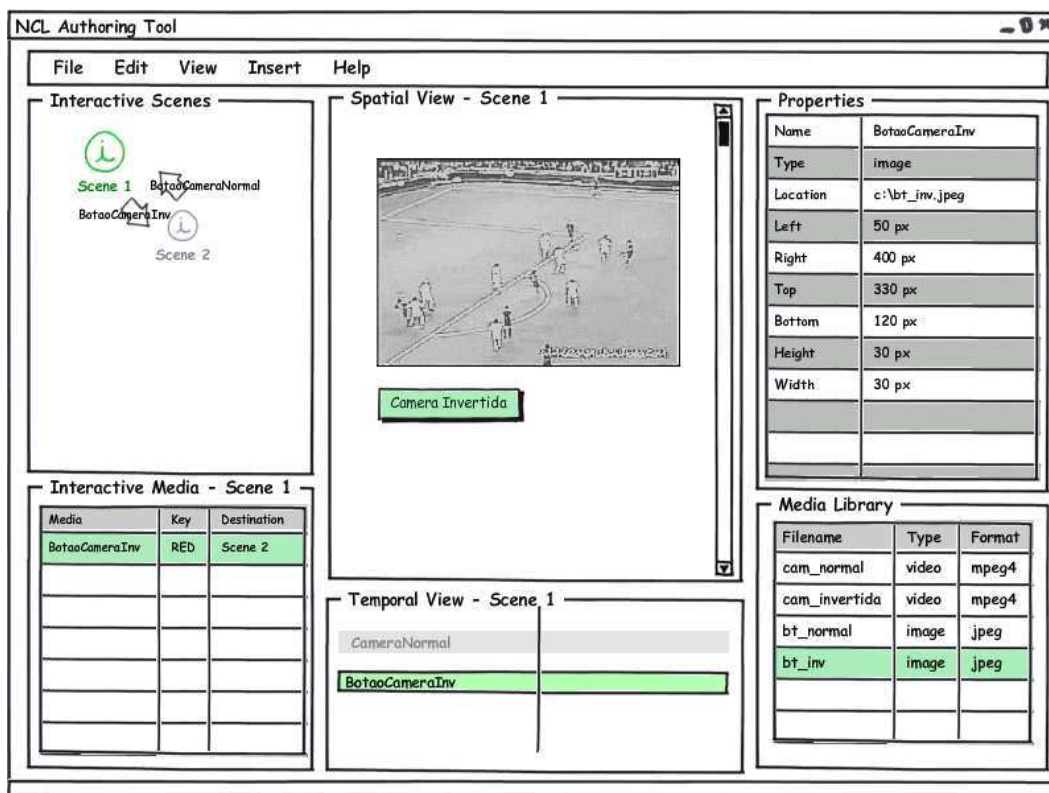 NCL Authoring Tool
File Edit View Insert Help
Interactive Scenes
Scene 1
BotaoCameraNormal
BotaoCameraInv
Scene 2
Interactive Media - Scene 1
Media Key Destination
BotaoCameraInv RED Scene 2
Spatial View - Scene 1
Camera Invertida
Temporal View - Scene 1
CameraNormal
BotaoCameraInv
Properties
Name BotaoCameraInv
Type image
Location c:\bt_inv.jpeg
Left 50 px
Right 400 px
Top 330 px
Bottom 120 px
Height 30 px
Width 30 px
Media Library
Filename Type Format
cam_normal video mpeg4
cam_invertida video mpeg4
bt_normal image jpeg
bt_inv image jpeg